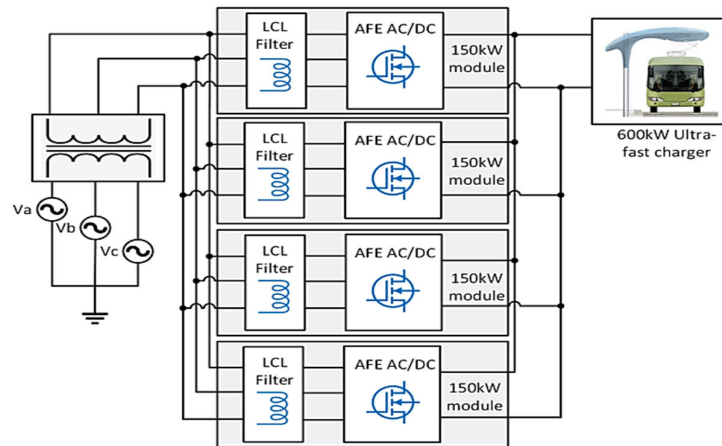 LCL
Filter
AFE AC/DC
150kW
module
600kW Ultra-
fast charger
LCL
Filter
AFE AC/DC
150kW
module
Va
Vb
Vc
LCL
Filter
AFE AC/DC
150kW
module
LCL
Filter
AFE AC/DC
150kW
module